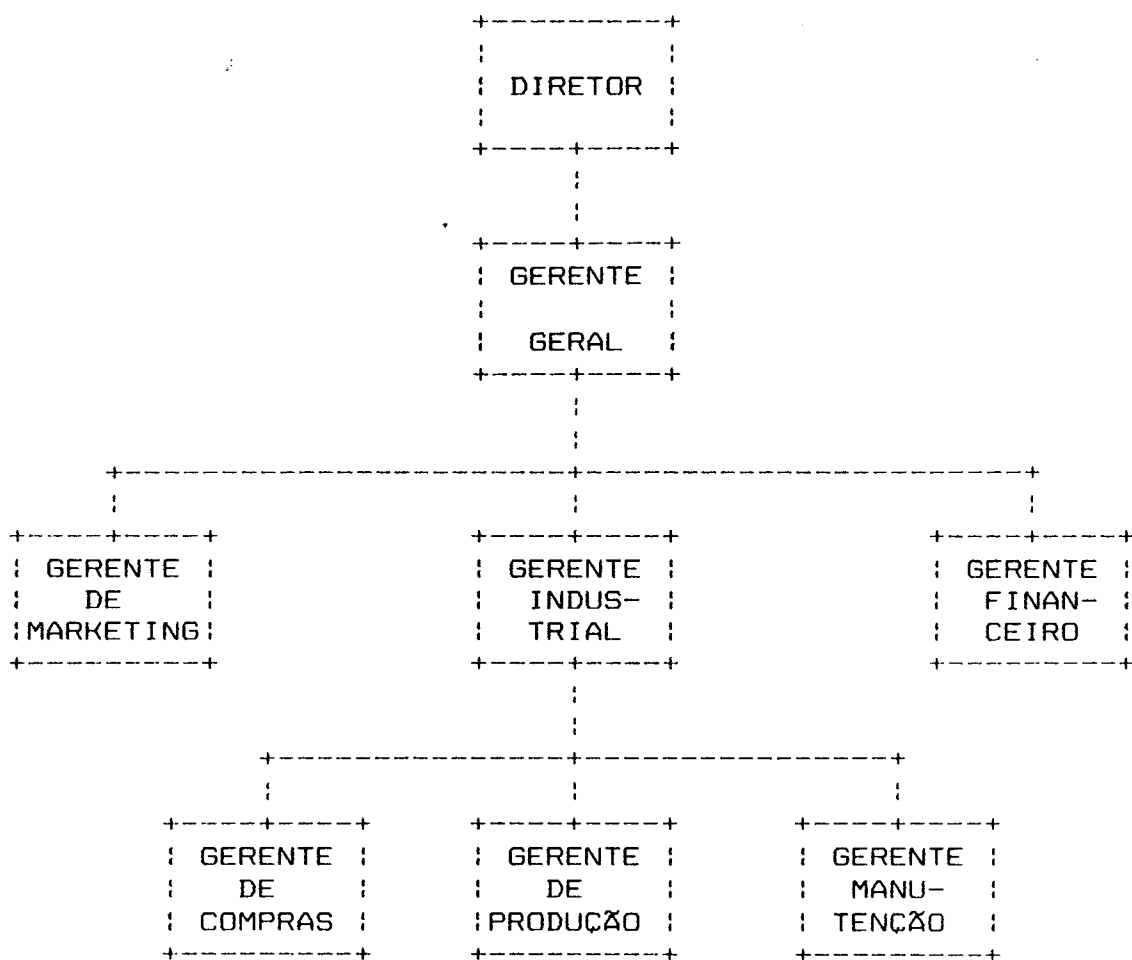 DIRETOR
GERENTE
GERAL
GERENTE
DE
MARKETING
GERENTE
INDUS-
TRIAL
GERENTE
FINAN-
CEIRO
GERENTE
DE
COMPRAS
GERENTE
DE
PRODUÇÃO
GERENTE
MANU-
TENÇÃO